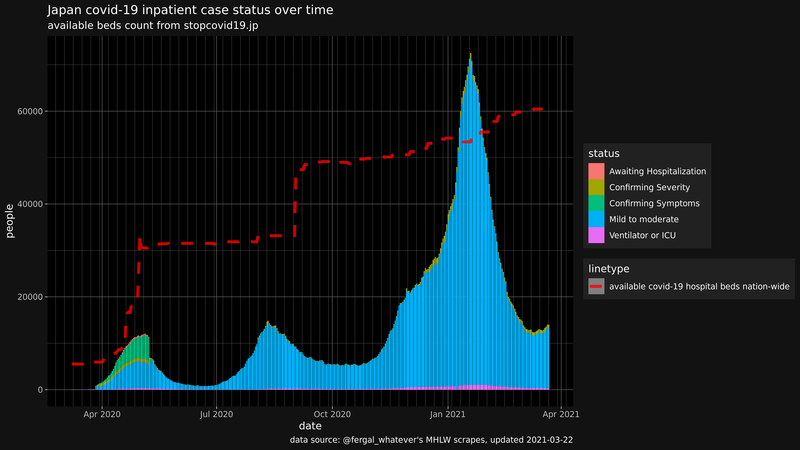 Japan covid-19 inpatient case status over time
available beds count from stopcovid19.jp
people
60000
40000
20000
0
Apr 2020
Jul 2020
Oct 2020
Jan 2021
Apr 2021
date
data source: @fergal_whatever's MHLW scrapes, updated 2021-03-22
status
Awaiting Hospitalization
Confirming Severity
Confirming Symptoms
Mild to moderate
Ventilator or ICU
linetype
available covid-19 hospital beds nation-wide